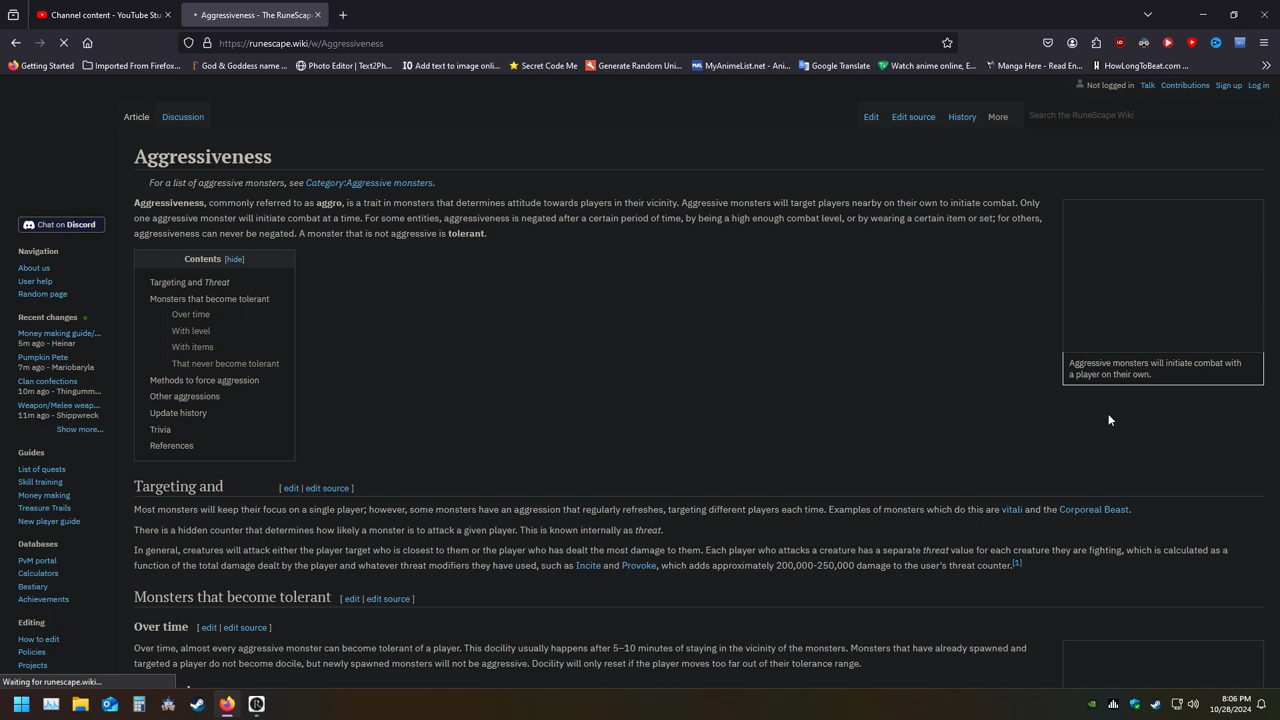 Channel content - YouTube Stu
Aggressiveness - The RuneScap
https://runescape.wiki/w/Aggressiveness
Getting Started
Imported From Firefox...
God & Goddess name ...
Photo Editor | Text2Ph...
Add text to image onli...
Secret Code Me
Generate Random Uni...
MyAnimeList.net - Ani...
Google Translate
Watch anime online, E...
Manga Here - Read En...
HowLongToBeat.com ...
Not logged in Talk Contributions Sign up Log in
Article Discussion
Edit Edit source History More
Search the RuneScape Wiki
Aggressiveness
For a list of aggressive monsters, see Category:Aggressive monsters.
Aggressiveness, commonly referred to as aggro, is a trait in monsters that determines attitude towards players in their vicinity. Aggressive monsters will target players nearby on their own to initiate combat. Only
one aggressive monster will initiate combat at a time. For some entities, aggressiveness is negated after a certain period of time, by being a high enough combat level, or by wearing a certain item or set; for others,
aggressiveness can never be negated. A monster that is not aggressive is tolerant.
Chat on Discord
Navigation
About us
User help
Random page
Recent changes
Money making guide/...
5m ago - Heinar
Pumpkin Pete
7m ago - Mariobaryla
Clan confections
10m ago - Thingumm...
Weapon/Melee weap...
11m ago - Shippwreck
Show more...
Guides
List of quests
Skill training
Money making
Treasure Trails
New player guide
Databases
PvM portal
Calculators
Bestiary
Achievements
Editing
How to edit
Policies
Projects
Contents [hide]
Targeting and Threat
Monsters that become tolerant
Over time
With level
With items
That never become tolerant
Methods to force aggression
Other aggressions
Update history
Trivia
References
Aggressive monsters will initiate combat with
a player on their own.
Targeting and [ edit | edit source ]
Most monsters will keep their focus on a single player; however, some monsters have an aggression that regularly refreshes, targeting different players each time. Examples of monsters which do this are vitali and the Corporeal Beast.
There is a hidden counter that determines how likely a monster is to attack a given player. This is known internally as threat.
In general, creatures will attack either the player target who is closest to them or the player who has dealt the most damage to them. Each player who attacks a creature has a separate threat value for each creature they are fighting, which is calculated as a
function of the total damage dealt by the player and whatever threat modifiers they have used, such as Incite and Provoke, which adds approximately 200,000-250,000 damage to the user's threat counter.[1]
Monsters that become tolerant [ edit | edit source ]
Over time [ edit | edit source ]
Over time, almost every aggressive monster can become tolerant of a player. This docility usually happens after 5–10 minutes of staying in the vicinity of the monsters. Monsters that have already spawned and
targeted a player do not become docile, but newly spawned monsters will not be aggressive. Docility will only reset if the player moves too far out of their tolerance range.
Waiting for runescape.wiki...
8:06 PM
10/28/2024